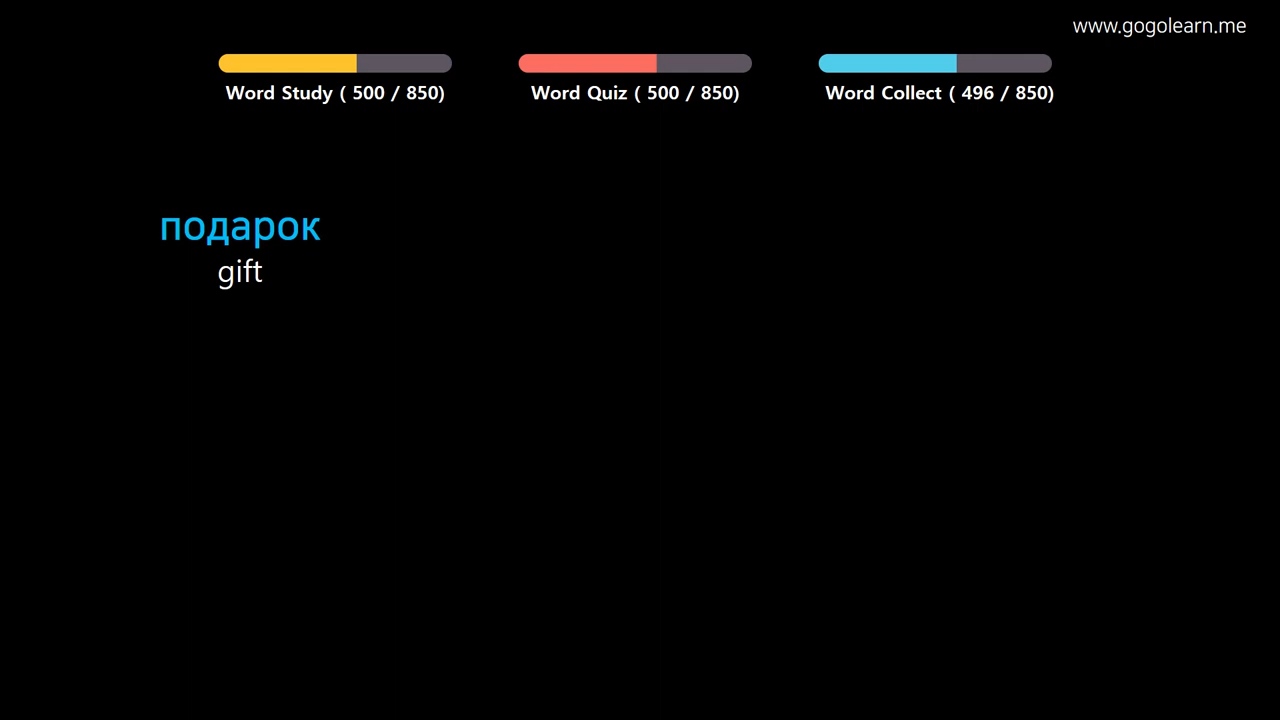 www.gogolearn.me
Word Study ( 500 / 850)
Word Quiz ( 500 / 850)
Word Collect ( 496 / 850)
подарок
gift